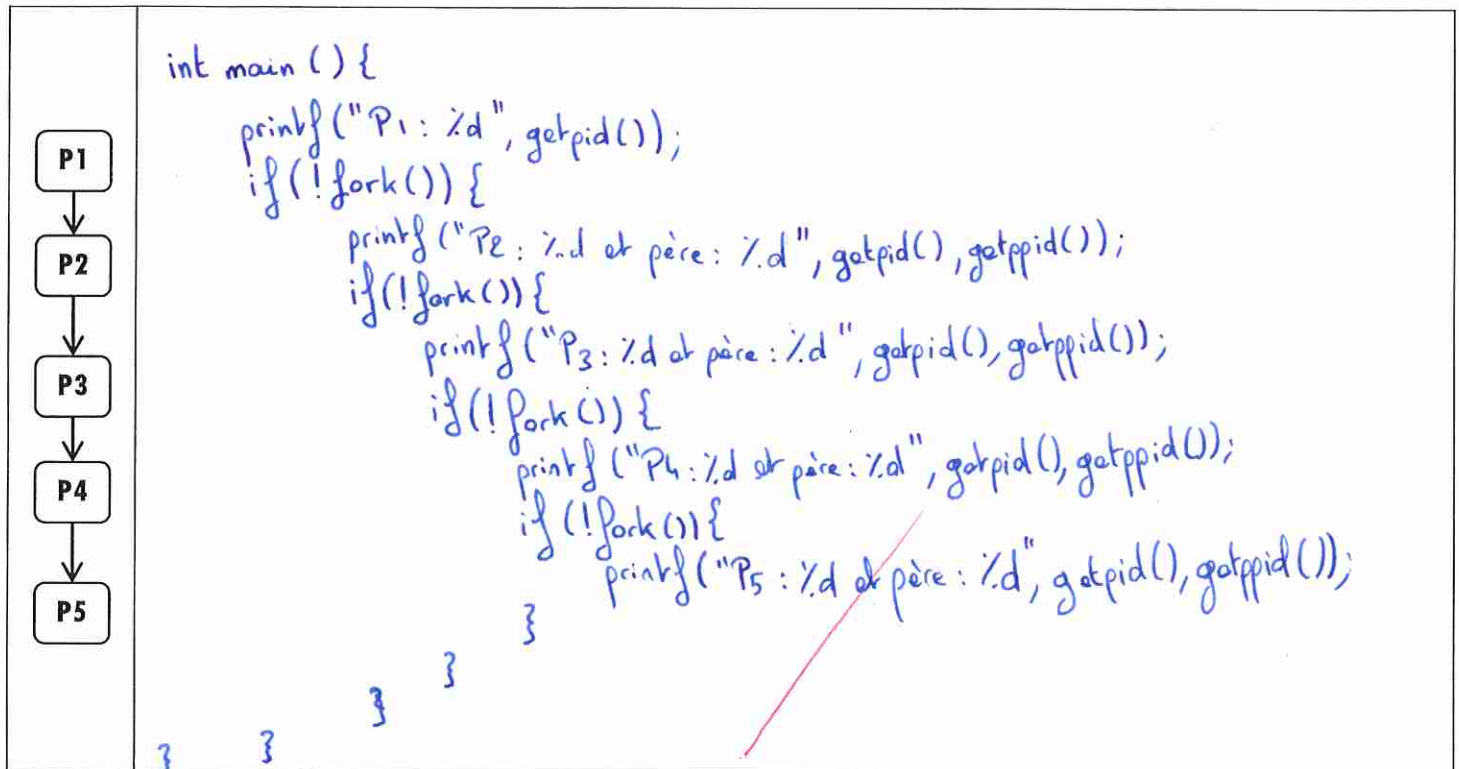 P1
P2
P3
P4
P5
int main () {
printf ("P1 : %d", getpid());
if (! fork ()) {
printf ("P2 : %d et père : %d", getpid(), getppid());
if (! fork ()) {
printf ("P3 : %d et père : %d", getpid(), getppid());
if (! fork ()) {
printf ("P4 : %d et père : %d", getpid(), getppid());
if (! fork ()) {
printf ("P5 : %d et père : %d", getpid(), getppid());
}
}
}
} }